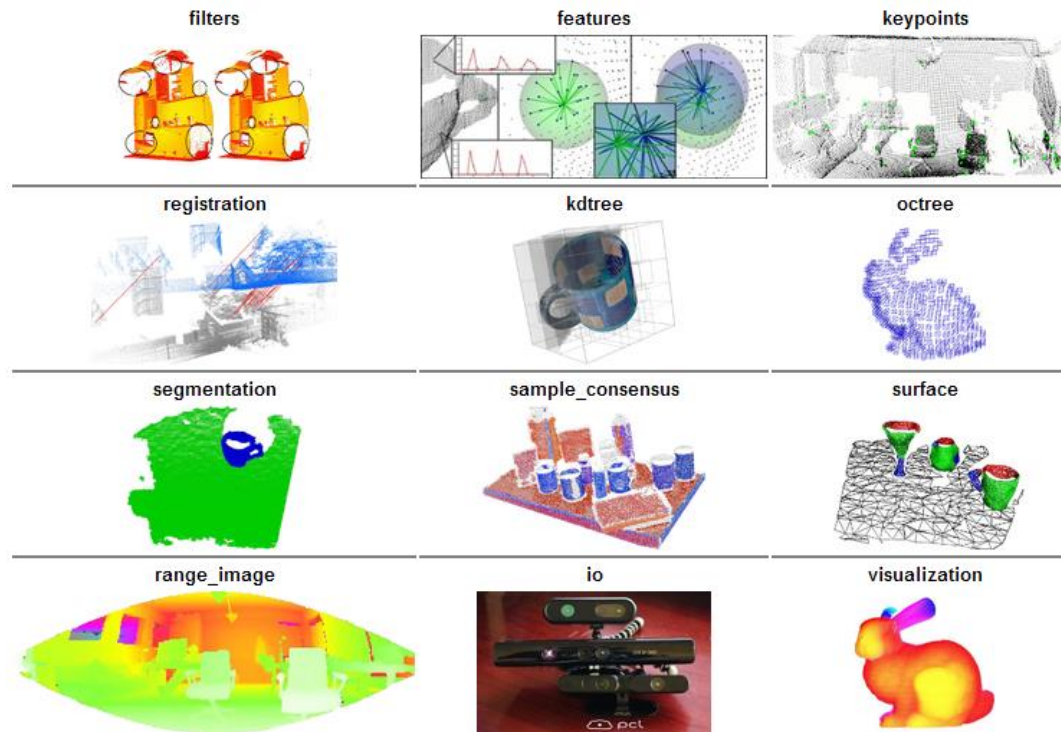 filters
features
keypoints
registration
kdtree
octree
segmentation
sample_consensus
surface
range_image
io
visualization
pcl